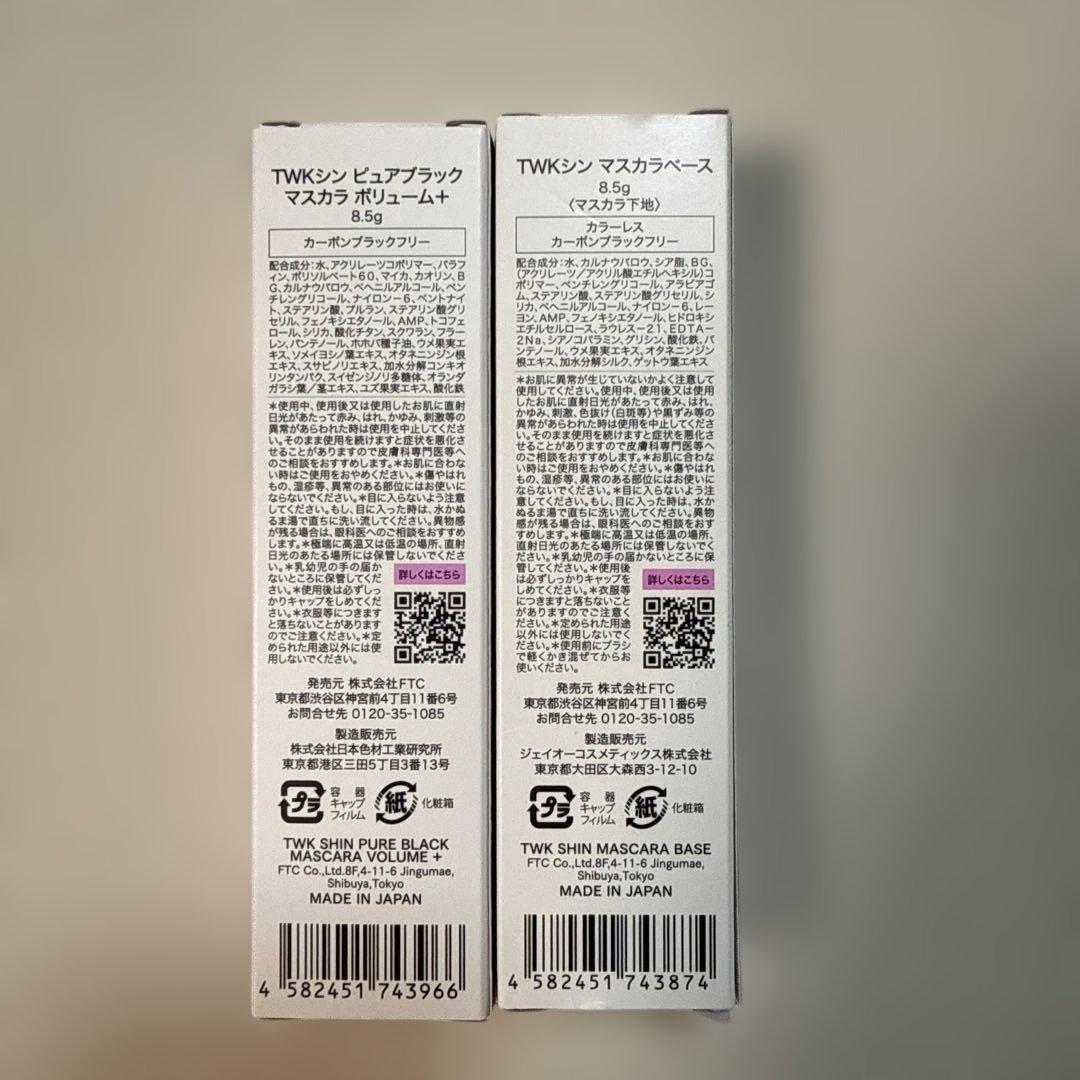 TWKシン ピュアブラック
マスカラ ボリューム＋
8.5g
カーボンブラックフリー
配合成分：水、アクリレーツコポリマー、パラフ
ィン、ポリソルベート６０、マイカ、カオリン、B
G、カルナウバロウ、ベヘニルアルコール、ペン
チレングリコール、ナイロン－６、ベントナイ
ト、ステアリン酸、プルラン、ステアリン酸グリ
セリル、フェノキシエタノール、AMP、トコフェ
ロール、シリカ、酸化チタン、スクワラン、フラー
レン、パンテノール、ホホバ種子油、ウメ果実エ
キス、ソメイヨシノ葉エキス、オタネニンジン根
エキス、スサビノリエキス、加水分解コンキオ
リンタンパク、スイゼンジノリ多糖体、オランダ
ガラシ葉／茎エキス、ユズ果実エキス、酸化鉄
＊使用中、使用後又は使用したお肌に直射
日光があたって赤み、はれ、かゆみ、刺激等の
異常があらわれた時は使用を中止してくださ
い。そのまま使用を続けますと症状を悪化さ
せることがありますので皮膚科専門医等へ
のご相談をおすすめします。＊お肌に合わな
い時はご使用をおやめください。＊傷やはれ
もの、湿疹等、異常のある部位にはお使いに
ならないでください。＊目に入らないよう注意
してください。もし、目に入った時は、水かぬ
るま湯で直ちに洗い流してください。異物感
が残る場合は、眼科医へのご相談をおすすめ
します。＊極端に高温又は低温の場所、直射
日光のあたる場所には保管しないでくださ
い。＊乳幼児の手の届か
ないところに保管してくだ
さい。＊使用後は必ずしっ
かりキャップをしめてくだ
さい。＊衣服等につきます
と落ちないことがあります
のでご注意ください。＊定
められた用途以外には使
用しないでください。
詳しくはこちら
発売元 株式会社FTC
東京都渋谷区神宮前4丁目11番6号
お問合せ先 0120-35-1085
製造販売元
株式会社日本色材工業研究所
東京都港区三田5丁目3番13号
プラ
容器
キャップ
フィルム
紙
化粧箱
TWK SHIN PURE BLACK
MASCARA VOLUME +
FTC Co.,Ltd.8F,4-11-6 Jingumae,
Shibuya,Tokyo
MADE IN JAPAN
4 582451 743966
TWKシン マスカラベース
8.5g
〈マスカラ下地〉
カラーレス
カーボンブラックフリー
配合成分：水、カルナウバロウ、シア脂、BG、
（アクリレーツ／アクリル酸エチルヘキシル）コ
ポリマー、ペンチレングリコール、アラビアゴ
ム、ステアリン酸、ステアリン酸グリセリル、シ
リカ、ベヘニルアルコール、ナイロン－６、レー
ヨン、AMP、フェノキシエタノール、ヒドロキシ
エチルセルロース、ラウレス－２１、EDTA－
2Na、シアノコバラミン、グリシン、酸化鉄、パ
ンテノール、ウメ果実エキス、オタネニンジン
根エキス、加水分解シルク、ゲットウ葉エキス
＊お肌に異常が生じていないかよく注意して
使用してください。使用中、使用後又は使用し
たお肌に直射日光があたって赤み、はれ、
かゆみ、刺激、色抜け（白斑等）や黒ずみ等の
異常があらわれた時は使用を中止してくださ
い。そのまま使用を続けますと症状を悪化さ
せることがありますので皮膚科専門医等へ
のご相談をおすすめします。＊お肌に合わな
い時はご使用をおやめください。＊傷やはれ
もの、湿疹等、異常のある部位にはお使いに
ならないでください。＊目に入らないよう注意
してください。もし、目に入った時は、水かぬ
るま湯で直ちに洗い流してください。異物
感が残る場合は、眼科医へのご相談をおすす
めします。＊極端に高温又は低温の場所、
直射日光のあたる場所には保管しないでくださ
い。＊乳幼児の手の届かないところに保
管してください。＊使用後
は必ずしっかりキャップを
しめてください。＊衣服等
につきますと落ちないこと
がありますのでご注意くだ
さい。＊定められた用途
以外には使用しないでく
ださい。＊使用前にブラシ
で軽くかき混ぜてからお
使いください。
詳しくはこちら
発売元 株式会社FTC
東京都渋谷区神宮前4丁目11番6号
お問合せ先 0120-35-1085
製造販売元
ジェイオーコスメティックス株式会社
東京都大田区大森西3-12-10
プラ
容器
キャップ
フィルム
紙
化粧箱
TWK SHIN MASCARA BASE
FTC Co.,Ltd.8F,4-11-6 Jingumae,
Shibuya,Tokyo
MADE IN JAPAN
4 582451 743874